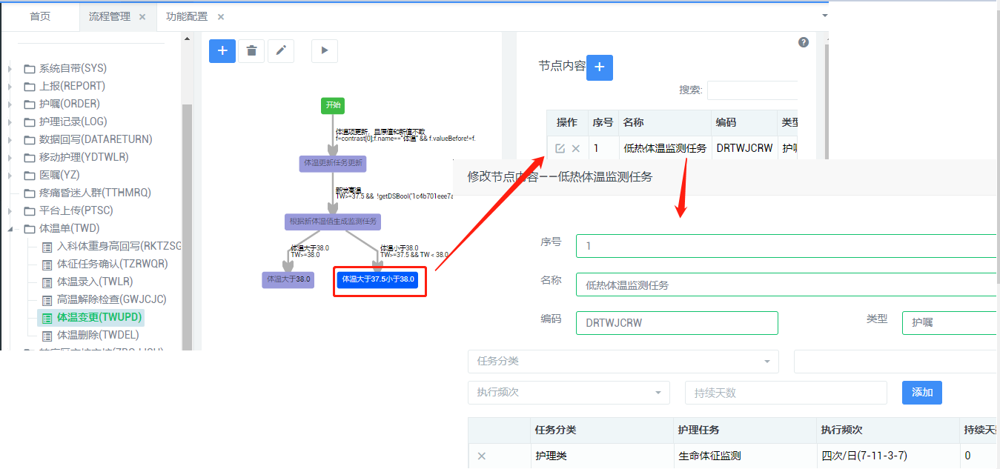 首页
流程管理 ×
功能配置 ×
系统自带(SYS)
上报(REPORT)
护嘱(ORDER)
护理记录(LOG)
数据回写(DATARETURN)
移动护理(YDTWLR)
医嘱(YZ)
疼痛昏迷人群(TTHMRQ)
平台上传(PTSC)
体温单(TWD)
入科体重身高回写(RKTZSG
体征任务确认(TZRWQR)
体温录入(TWLR)
高温解除检查(GWJCJC)
体温变更(TWUPD)
体温删除(TWDEL)
开始
体温项更新，且原值和新值不致
f=contrast[0];f.name=="体温" && f.valueBefore!=f.
体温更新任务更新
新发高温
TW>=37.5 && !getDSBool('1c4b701eee7a
根据新体温值生成监测任务
体温大于38.0
TW>=38.0
体温小于38.0
TW>=37.5 && TW < 38.0
体温大于38.0
体温大于37.5小于38.0
节点内容
搜索:
操作 序号 名称 编码 类型
1 低热体温监测任务 DRTWJCRW 护嘱
修改节点内容——低热体温监测任务
序号 1
名称 低热体温监测任务
编码 DRTWJCRW 类型 护嘱
任务分类
执行频次 持续天数 添加
任务分类 护理任务 执行频次 持续天
护理类 生命体征监测 四次/日(7-11-3-7) 0